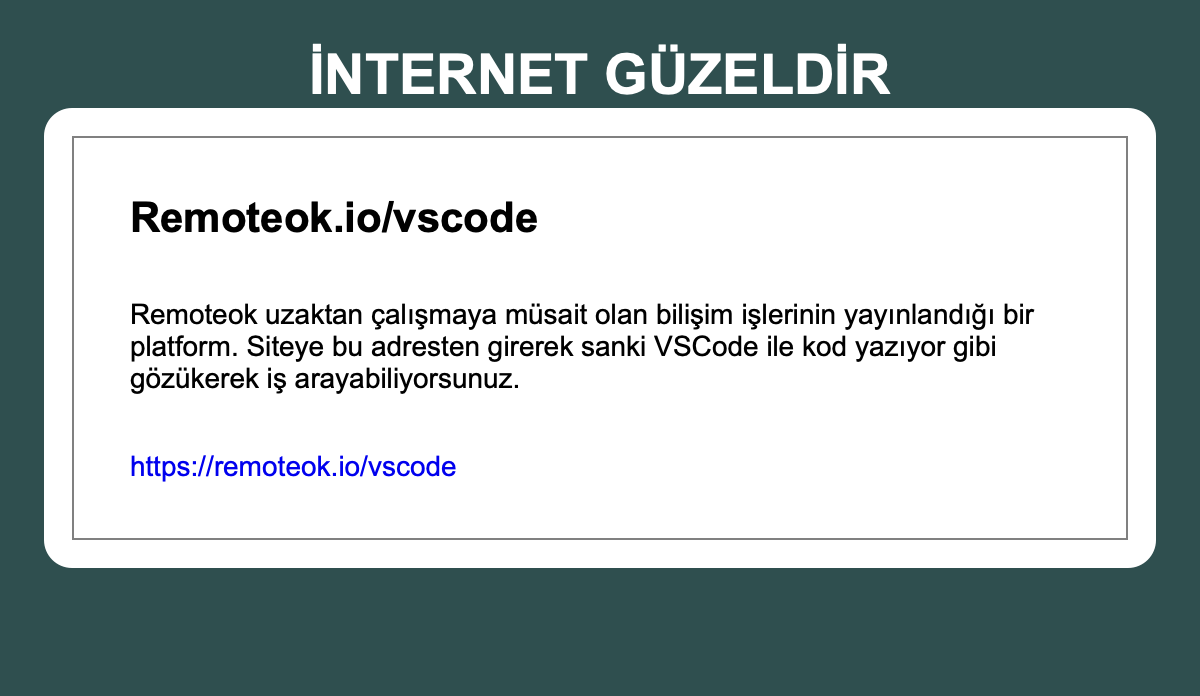 İNTERNET GÜZELDİR
Remoteok.io/vscode
Remoteok uzaktan çalışmaya müsait olan bilişim işlerinin yayınlandığı bir
platform. Siteye bu adresten girerek sanki VSCode ile kod yazıyor gibi
gözükerek iş arayabiliyorsunuz.
https://remoteok.io/vscode